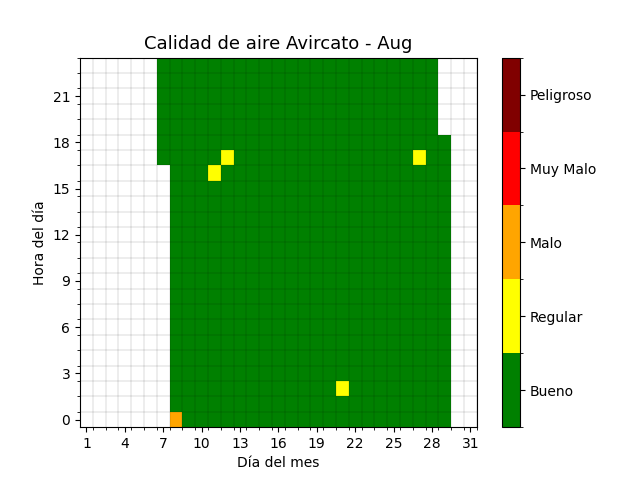 Calidad de aire Avircato - Aug
Hora del día
21
18
15
12
9
6
3
0
1 4 7 10 13 16 19 22 25 28 31
Día del mes
Peligroso
Muy Malo
Malo
Regular
Bueno